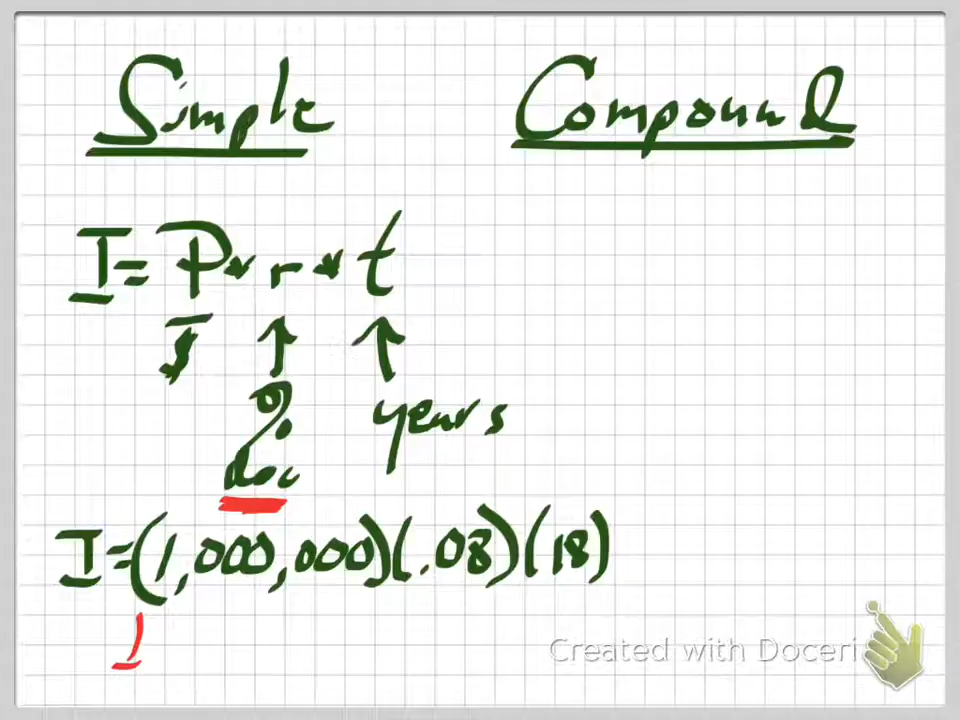 Simple
Compound
I = P * r * t
$
%
years
dec
I = (1,000,000)(.08)(18)
Created with Doceri